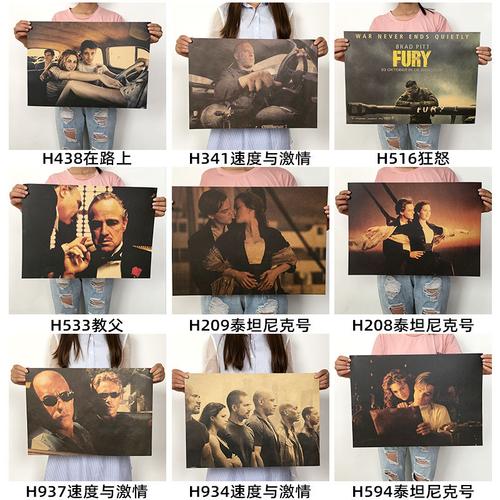 WAR NEVER ENDS QUIETLY
BRAD PITT
FURY
FURY
H438在路上
H341速度与激情
H516狂怒
H533教父
H209泰坦尼克号
H208泰坦尼克号
H937速度与激情
H934速度与激情
H594泰坦尼克号